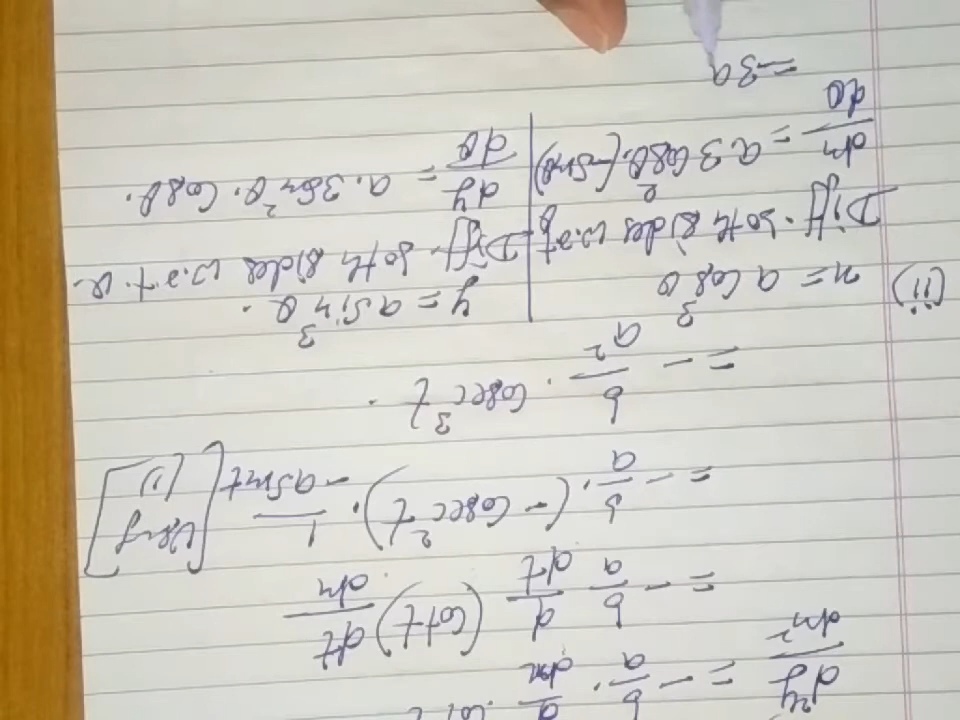 d²y/dx² = - b/a · d/dx cot t
= - b/a d/dt (cot t) dt/dx
= - b/a · (- cosec² t) · 1/-a sin t [Using (i)]
= - b/a² · cosec³ t .
(ii) x = a cos³ θ | y = a sin³ θ .
Diff. both sides w.r.t θ | Diff. both sides w.r.t. θ.
dx/dθ = a.3 cos² θ.(-sin θ) | dy/dθ = a.3 sin² θ. cos θ.
= -3a